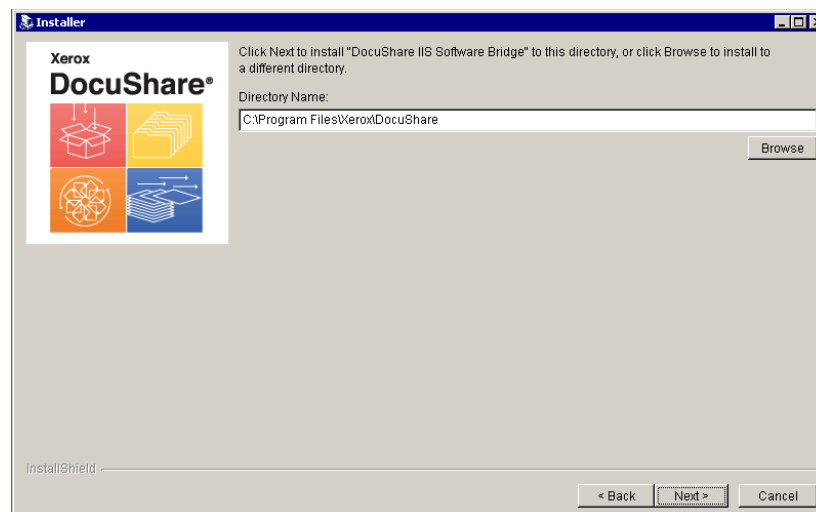 Installer
Xerox
DocuShare®
Click Next to install "DocuShare IIS Software Bridge" to this directory, or click Browse to install to
a different directory.
Directory Name:
C:\Program Files\Xerox\DocuShare
Browse
InstallShield
< Back
Next >
Cancel